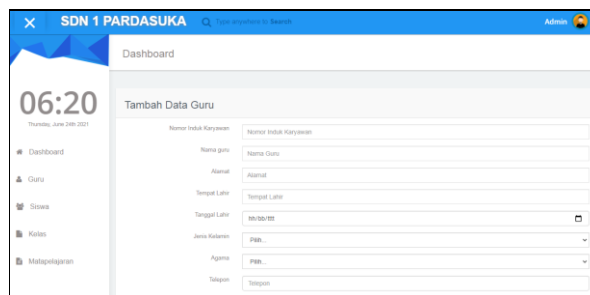 SDN 1 PARDASUKA
Type anywhere to Search
Admin
Dashboard
06:20
Thursday, June 24th 2021
Dashboard
Guru
Siswa
Kelas
Matapelajaran
Tambah Data Guru
Nomor Induk Karyawan
Nomor Induk Karyawan
Nama guru
Nama Guru
Alamat
Alamat
Tempat Lahir
Tempat Lahir
Tanggal Lahir
hh/bb/tttt
Jenis Kelamin
Pilih...
Agama
Pilih...
Telepon
Telepon